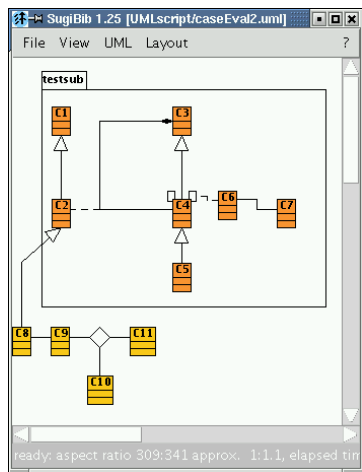 SugiBib 1.25 [UMLscript/caseEval2.uml]
File View UML Layout ?
testsub
C1 C3
C2 C4 C6 C7
C5
C8 C9 C11
C10
ready: aspect ratio 309:341 approx. 1:1.1, elapsed tim